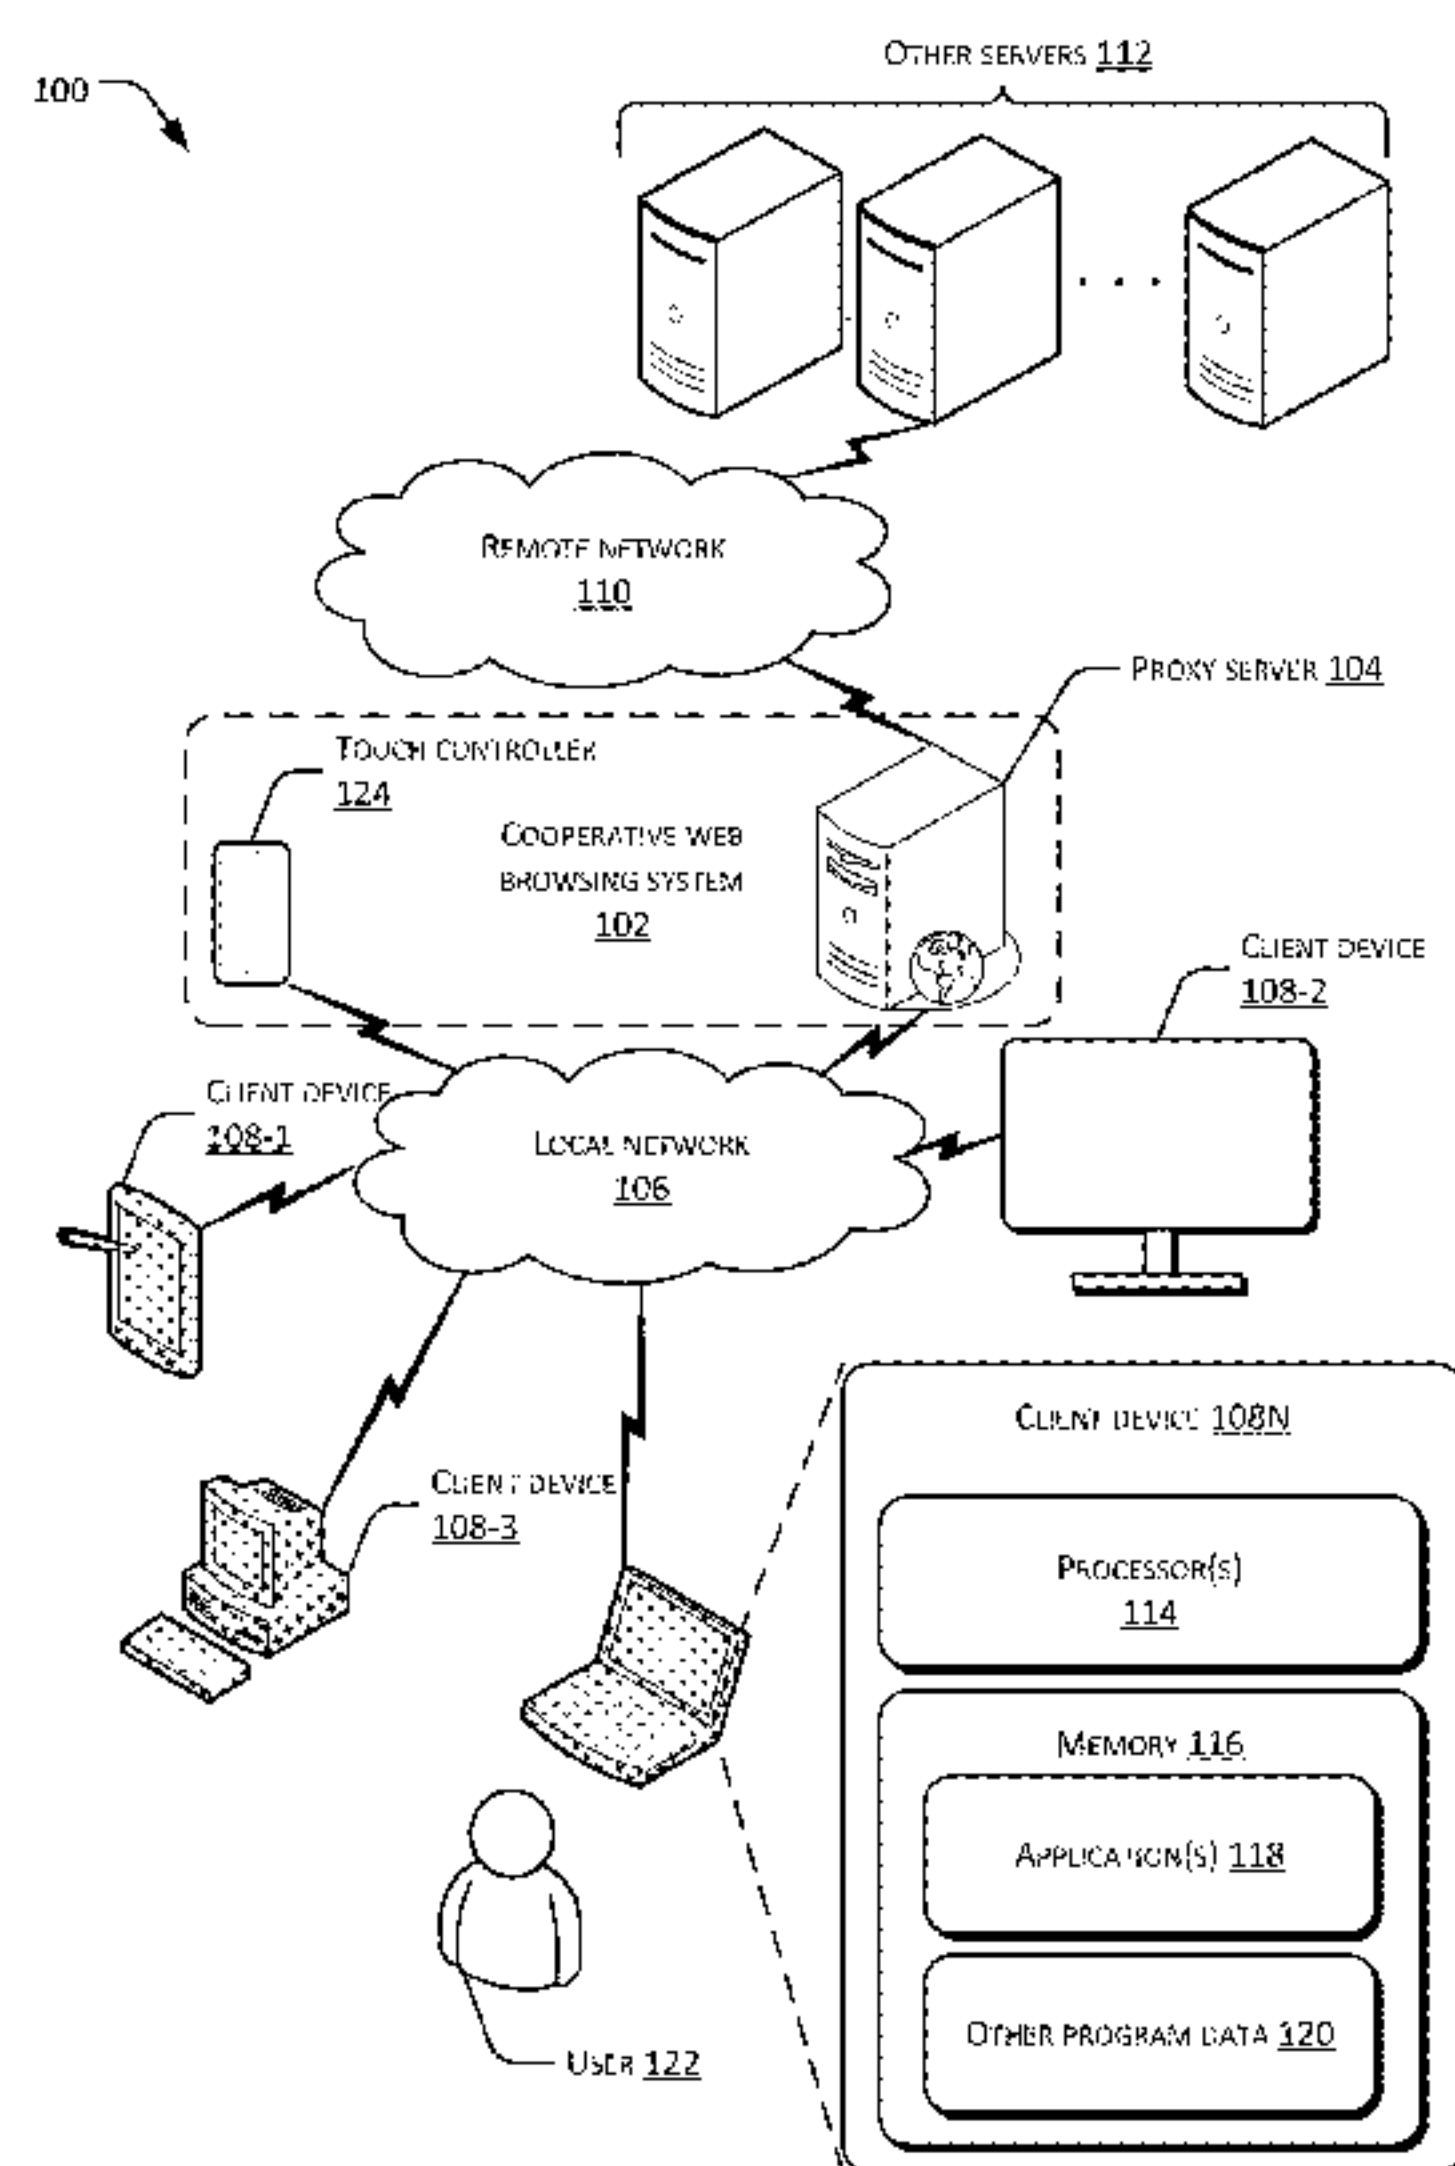 OTHER SERVERS 112
100
REMOTE NETWORK
110
PROXY SERVER 104
TOUCH CONTROLLER
124
COOPERATIVE WEB
BROWSING SYSTEM
102
CLIENT DEVICE
108-2
CLIENT DEVICE
108-1
LOCAL NETWORK
106
CLIENT DEVICE 108N
CLIENT DEVICE
108-3
PROCESSOR(S)
114
MEMORY 116
APPLICATION(S) 118
OTHER PROGRAM DATA 120
USER 122